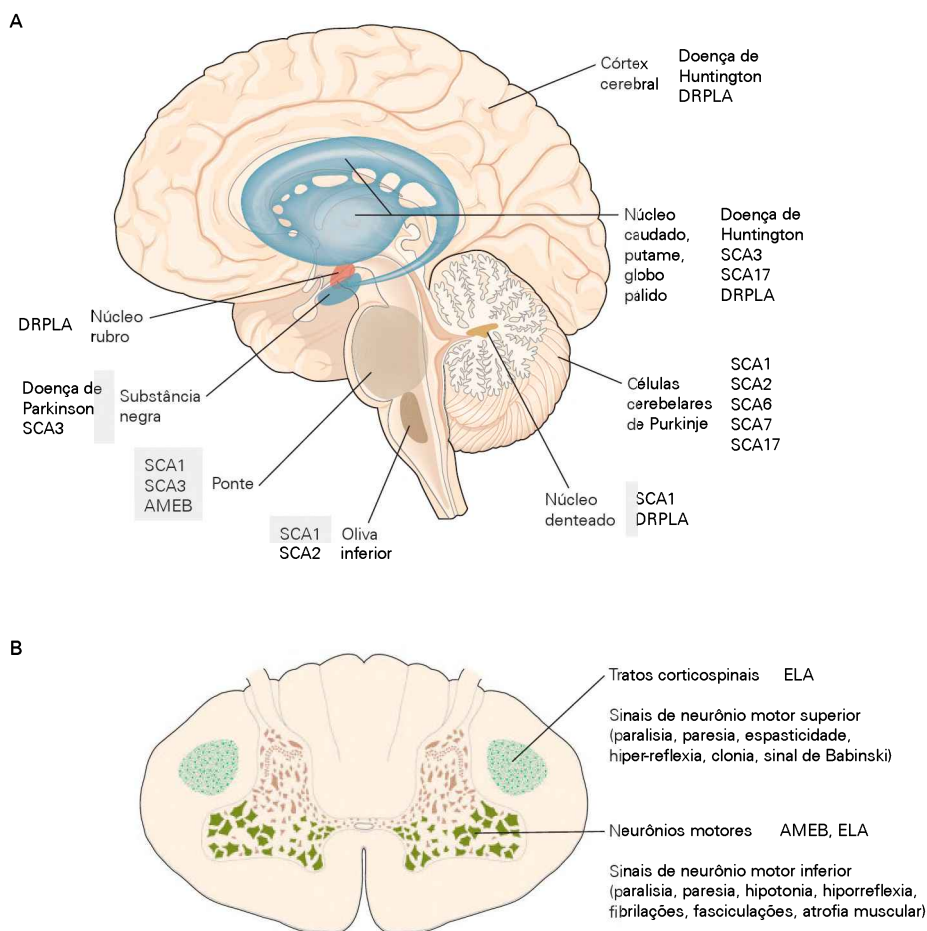 A
Córtex
cerebral
Doença de
Huntington
DRPLA
Núcleo
caudado,
putame,
globo
pálido
Doença de
Huntington
SCA3
SCA17
DRPLA
DRPLA
Núcleo
rubro
Doença de
Parkinson
SCA3
Substância
negra
Células
cerebelares
de Purkinje
SCA1
SCA2
SCA6
SCA7
SCA17
SCA1
SCA3
AMEB
Ponte
SCA1
SCA2
Oliva
inferior
Núcleo
denteado
SCA1
DRPLA
B
Tratos corticospinais ELA
Sinais de neurônio motor superior
(paralisia, paresia, espasticidade,
hiper-reflexia, clonia, sinal de Babinski)
Neurônios motores AMEB, ELA
Sinais de neurônio motor inferior
(paralisia, paresia, hipotonia, hiporreflexia,
fibrilações, fasciculações, atrofia muscular)